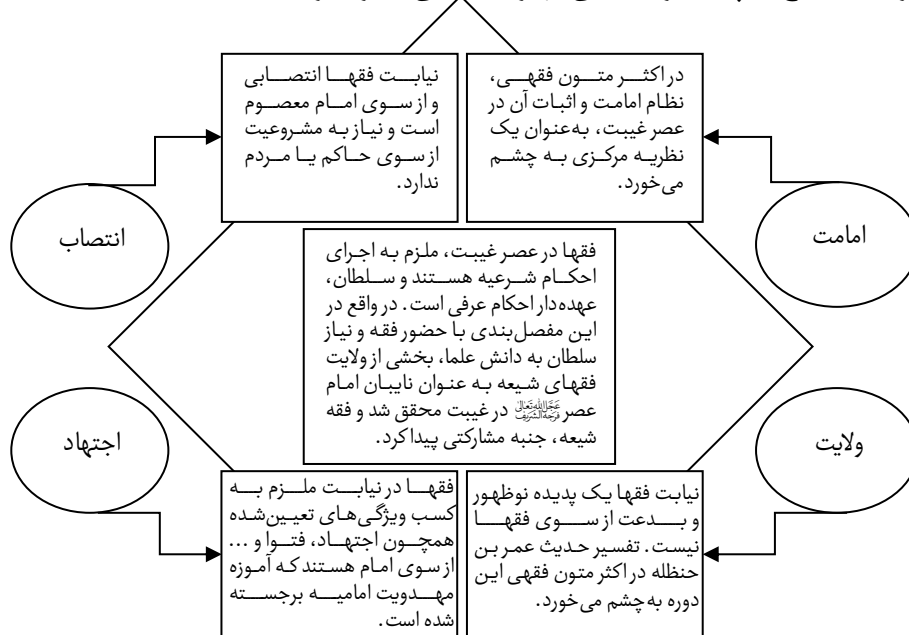 در اکثر متون فقهی،
نظام امامت و اثبات آن در
عصر غیبت، به‌عنوان یک
نظریه مرکزی به چشم
می‌خورد.
نیابت فقها انتصابی
و از سوی امام معصوم
است و نیاز به مشروعیت
از سوی حاکم یا مردم
ندارد.
امامت
انتصاب
فقها در عصر غیبت، ملزم به اجرای
احکام شرعیه هستند و سلطان،
عهده‌دار احکام عرفی است. در واقع در
این مفصل‌بندی با حضور فقه و نیاز
سلطان به دانش علما، بخشی از ولایت
فقهای شیعه به عنوان نایبان امام
عصر عجل‌الله‌تعالی‌فرجه‌الشریف در غیبت محقق شد و فقه
شیعه، جنبه مشارکتی پیدا کرد.
ولایت
اجتهاد
نیابت فقها یک پدیده نوظهور
و بدعت از سوی فقها
نیست. تفسیر حدیث عمر بن
حنظله در اکثر متون فقهی این
دوره به چشم می‌خورد.
فقها در نیابت ملزم به
کسب ویژگی‌های تعیین‌شده
همچون اجتهاد، فتوا و ...
از سوی امام هستند که آموزه
مهدویت امامیه برجسته
شده است.